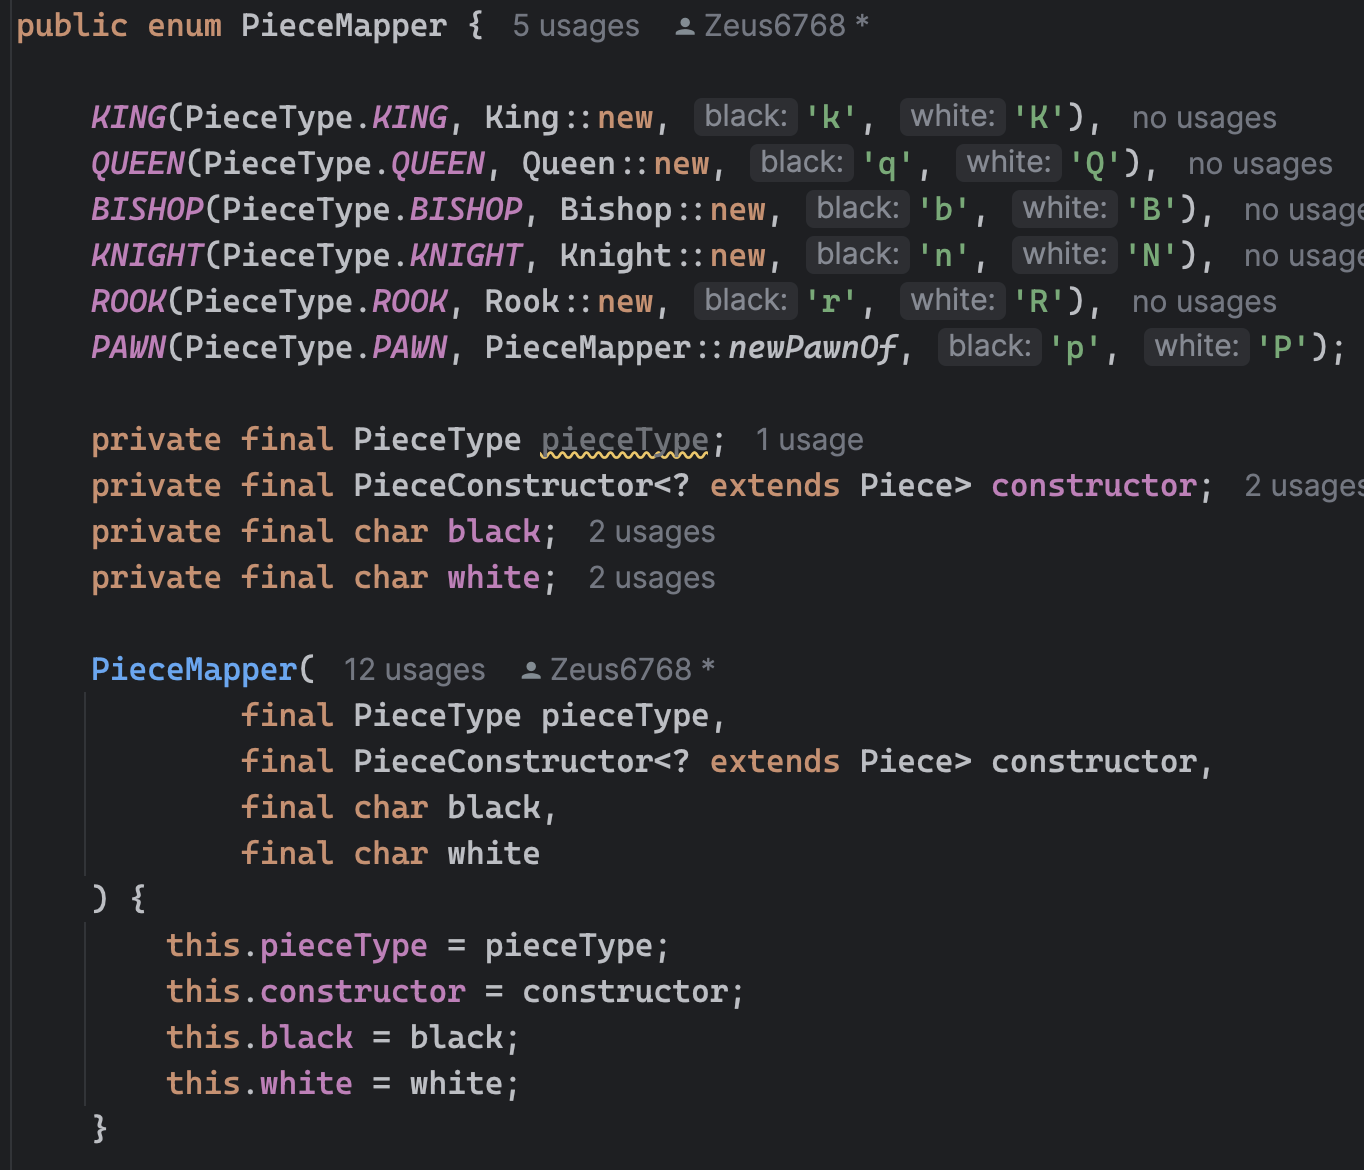 public enum PieceMapper { 5 usages Zeus6768 *
KING(PieceType.KING, King::new, black: 'k', white: 'K'), no usages
QUEEN(PieceType.QUEEN, Queen::new, black: 'q', white: 'Q'), no usages
BISHOP(PieceType.BISHOP, Bishop::new, black: 'b', white: 'B'), no usage
KNIGHT(PieceType.KNIGHT, Knight::new, black: 'n', white: 'N'), no usage
ROOK(PieceType.ROOK, Rook::new, black: 'r', white: 'R'), no usages
PAWN(PieceType.PAWN, PieceMapper::newPawnOf, black: 'p', white: 'P');
private final PieceType pieceType; 1 usage
private final PieceConstructor<? extends Piece> constructor; 2 usages
private final char black; 2 usages
private final char white; 2 usages
PieceMapper( 12 usages Zeus6768 *
final PieceType pieceType,
final PieceConstructor<? extends Piece> constructor,
final char black,
final char white
) {
this.pieceType = pieceType;
this.constructor = constructor;
this.black = black;
this.white = white;
}